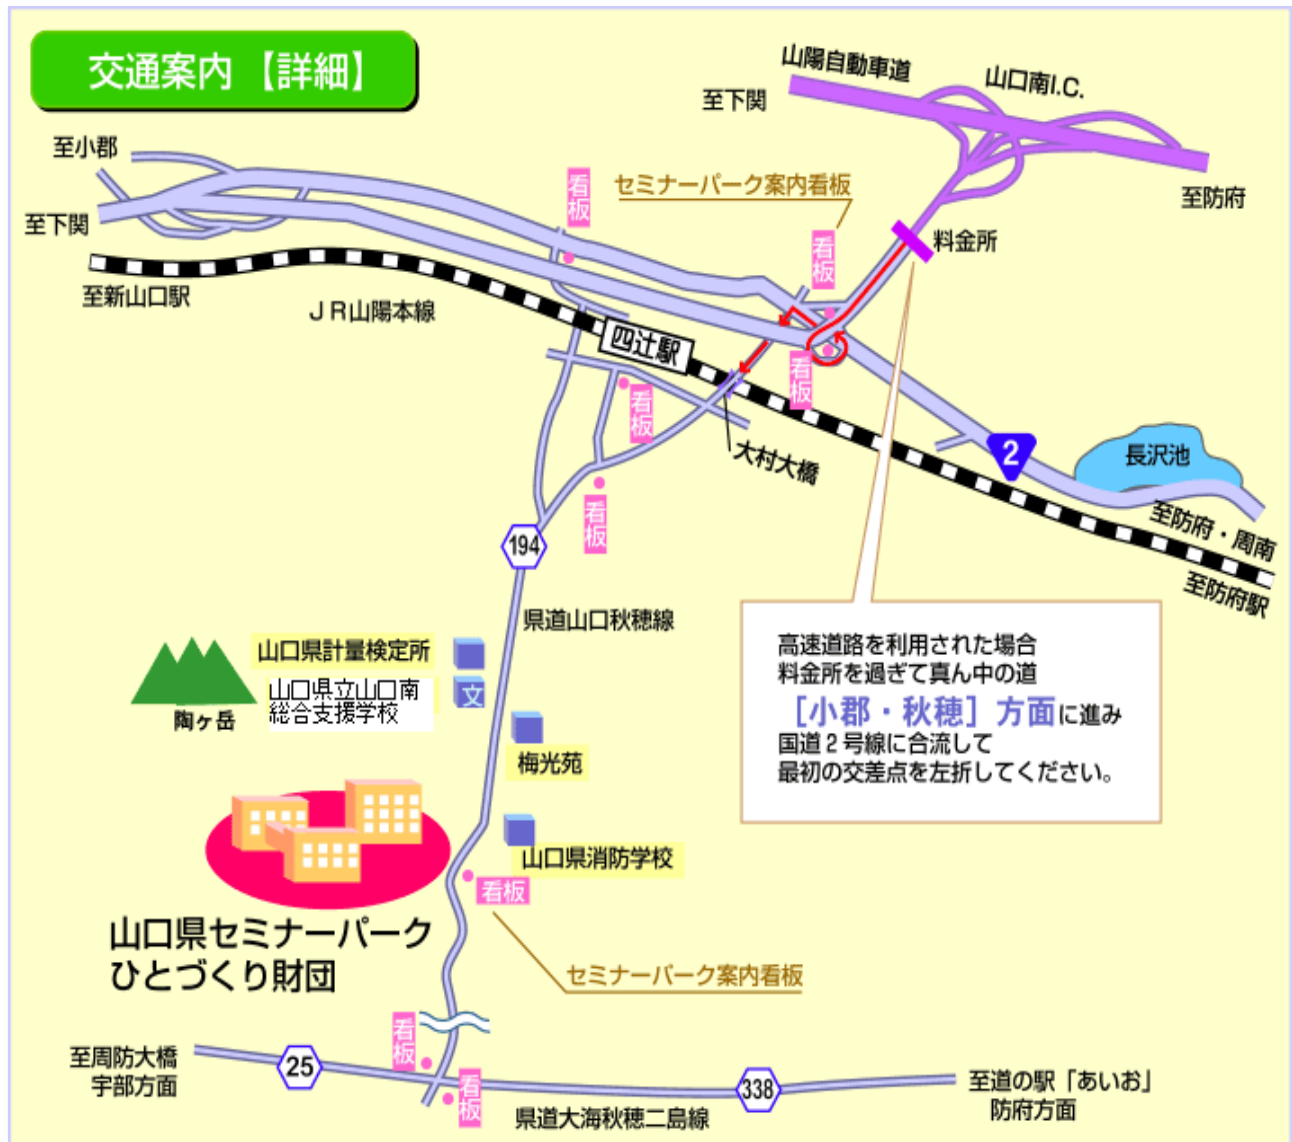 交通案内【詳細】
山陽自動車道
山口南I.C.
至下関
至防府
至小郡
至下関
看板
セミナーパーク案内看板
看板
料金所
至新山口駅
JR山陽本線
四辻駅
看板
看板
大村大橋
2
長沢池
至防府・周南
至防府駅
看板
194
県道山口秋穂線
高速道路を利用された場合
料金所を過ぎて真ん中の道
[小郡・秋穂] 方面に進み
国道2号線に合流して
最初の交差点を左折してください。
山口県計量検定所
山口県立山口南
総合支援学校
文
陶ヶ岳
梅光苑
山口県消防学校
看板
山口県セミナーパーク
ひとづくり財団
セミナーパーク案内看板
看板
至周防大橋
宇部方面
25
看板
338
県道大海秋穂二島線
至道の駅「あいお」
防府方面